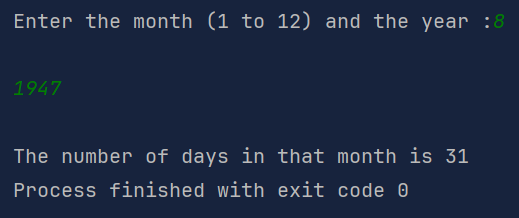 Enter the month (1 to 12) and the year :8
1947
The number of days in that month is 31
Process finished with exit code 0